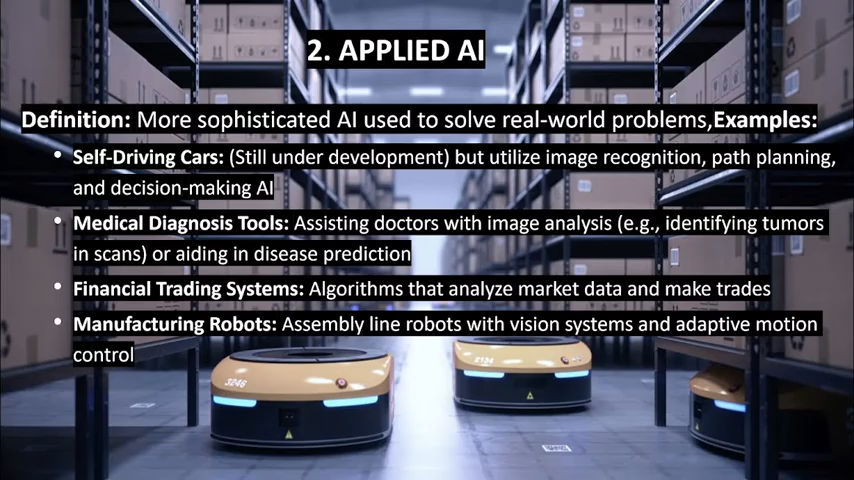 2. APPLIED AI
Definition: More sophisticated AI used to solve real-world problems,Examples:
• Self-Driving Cars: (Still under development) but utilize image recognition, path planning,
and decision-making AI
• Medical Diagnosis Tools: Assisting doctors with image analysis (e.g., identifying tumors
in scans) or aiding in disease prediction
• Financial Trading Systems: Algorithms that analyze market data and make trades
• Manufacturing Robots: Assembly line robots with vision systems and adaptive motion
control
3246